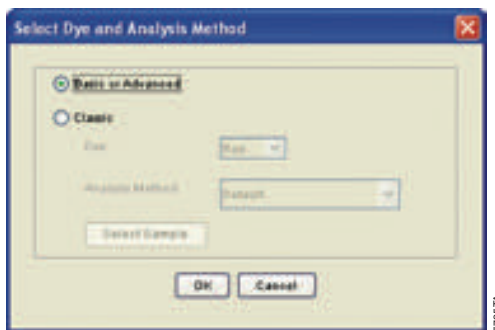 Select Dye and Analysis Method
Basic or Advanced
Classic
Dye
Analysis Method
Default
Select Sample
OK Cancel